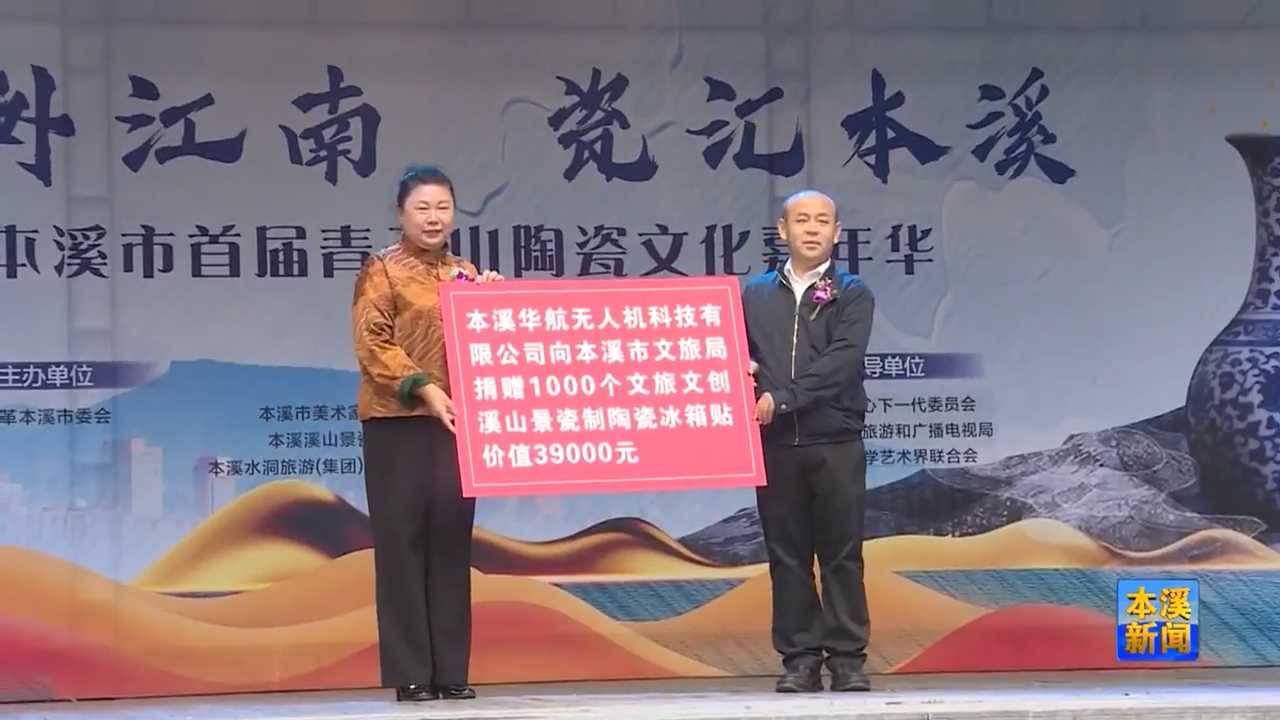 江南 瓷汇本溪
本溪市首届青花山陶瓷文化嘉年华
本溪华航无人机科技有
限公司向本溪市文旅局
捐赠1000个文旅文创
溪山景瓷制陶瓷冰箱贴
价值39000元
主办单位
革本溪市委会
本溪市美术家
本溪溪山景
本溪水洞旅游(集团)
导单位
心下一代委员会
旅游和广播电视局
学艺术界联合会
本溪
新闻